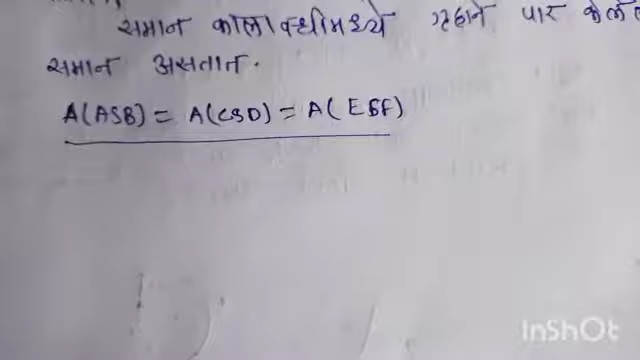 समान कालावधीमध्ये ग्रहाने पार केले
समान असतात.
A(ASB) = A(CSD) = A(ESF)
InShOt